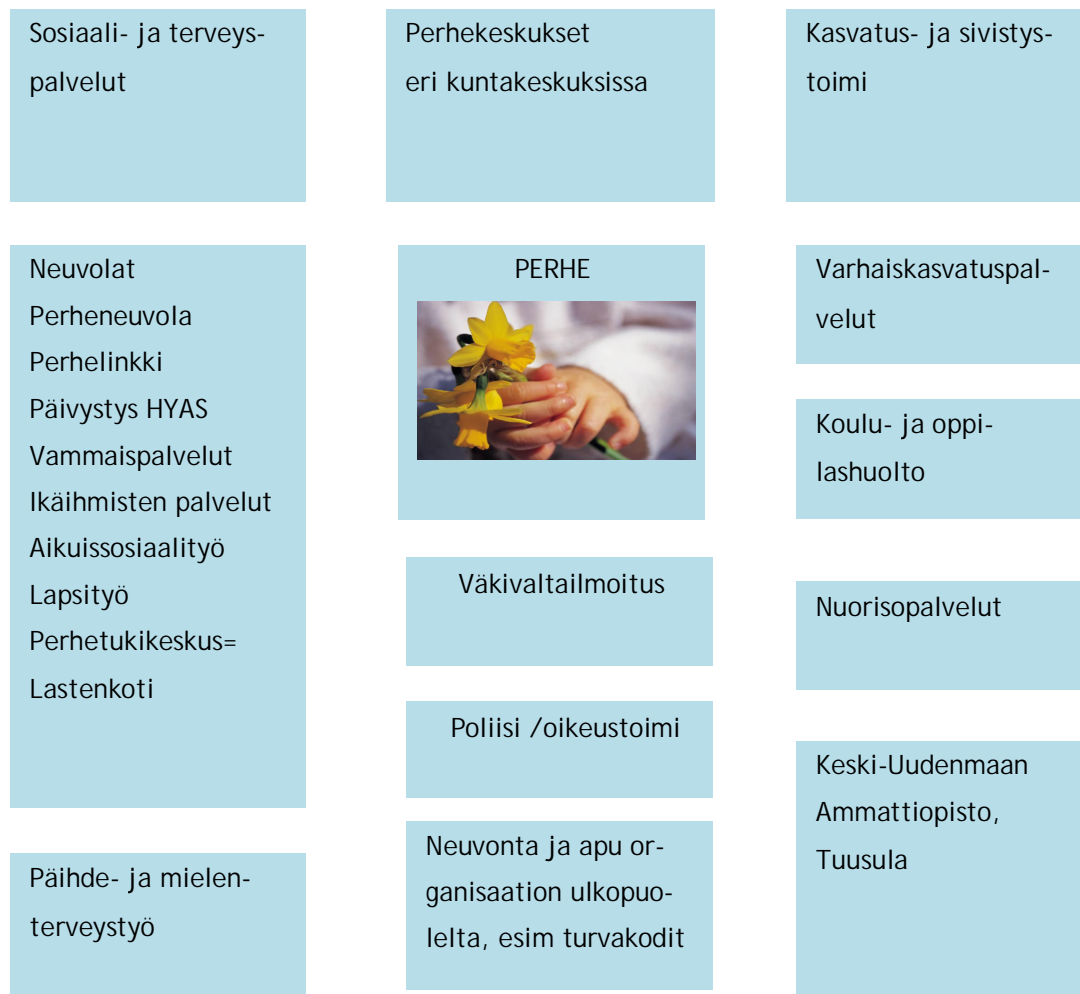 Sosiaali- ja terveys-
palvelut
Perhekeskukset
eri kuntakeskuksissa
Kasvatus- ja sivistys-
toimi
Neuvolat
Perheneuvola
Perhelinkki
Päivystys HYAS
Vammaispalvelut
Ikäihmisten palvelut
Aikuissosiaalityö
Lapsityö
Perhetukikeskus=
Lastenkoti
Päihde- ja mielen-
terveystyö
PERHE
Väkivaltailmoitus
Poliisi /oikeustoimi
Neuvonta ja apu or-
ganisaation ulkopuo-
lelta, esim turvakodit
Varhaiskasvatuspal-
velut
Koulu- ja oppi-
lashuolto
Nuorisopalvelut
Keski-Uudenmaan
Ammattiopisto,
Tuusula